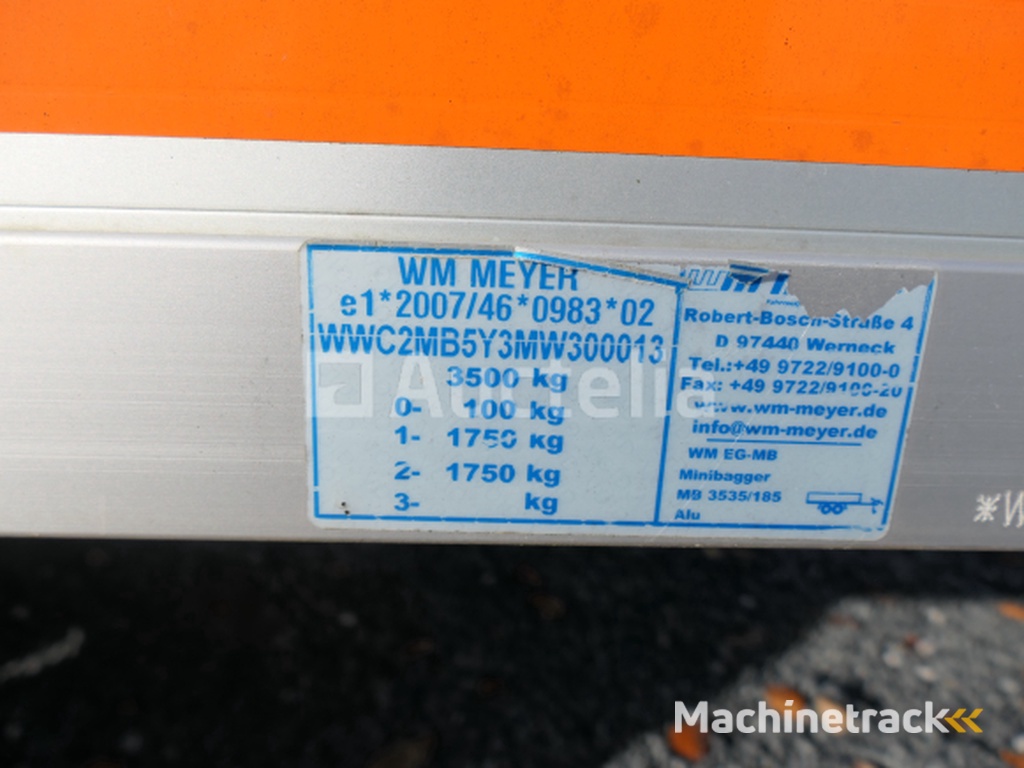 WM MEYER
e1*2007/46*0983*02
WWC2MB5Y3MW300013
3500 kg
0- 100 kg
1- 1750 kg
2- 1750 kg
3- kg
Robert-Bosch-Straße 4
D 97440 Werneck
Tel.:+49 9722/9100-0
Fax: +49 9722/9100-20
www.wm-meyer.de
info@wm-meyer.de
WM EG-MB
Minibagger
MB 3535/185
Alu
Auctelia
Machinetrack